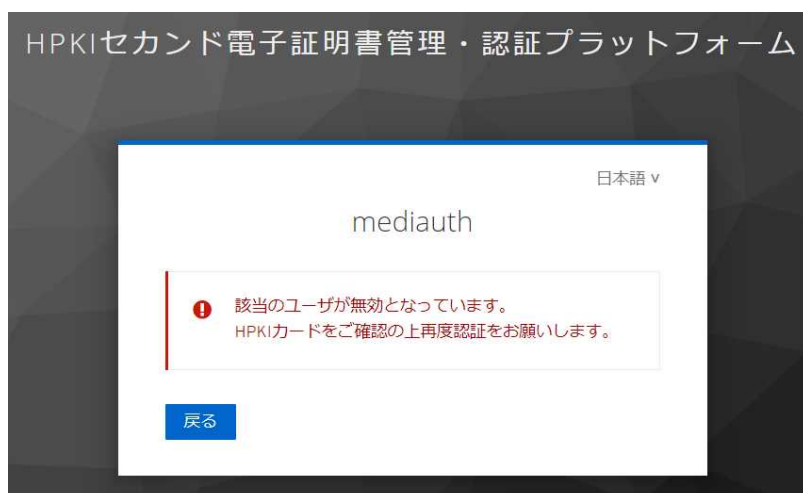 HPKIセカンド電子証明書管理・認証プラットフォーム
日本語 ∨
mediauth
該当のユーザが無効となっています。
HPKIカードをご確認の上再度認証をお願いします。
戻る